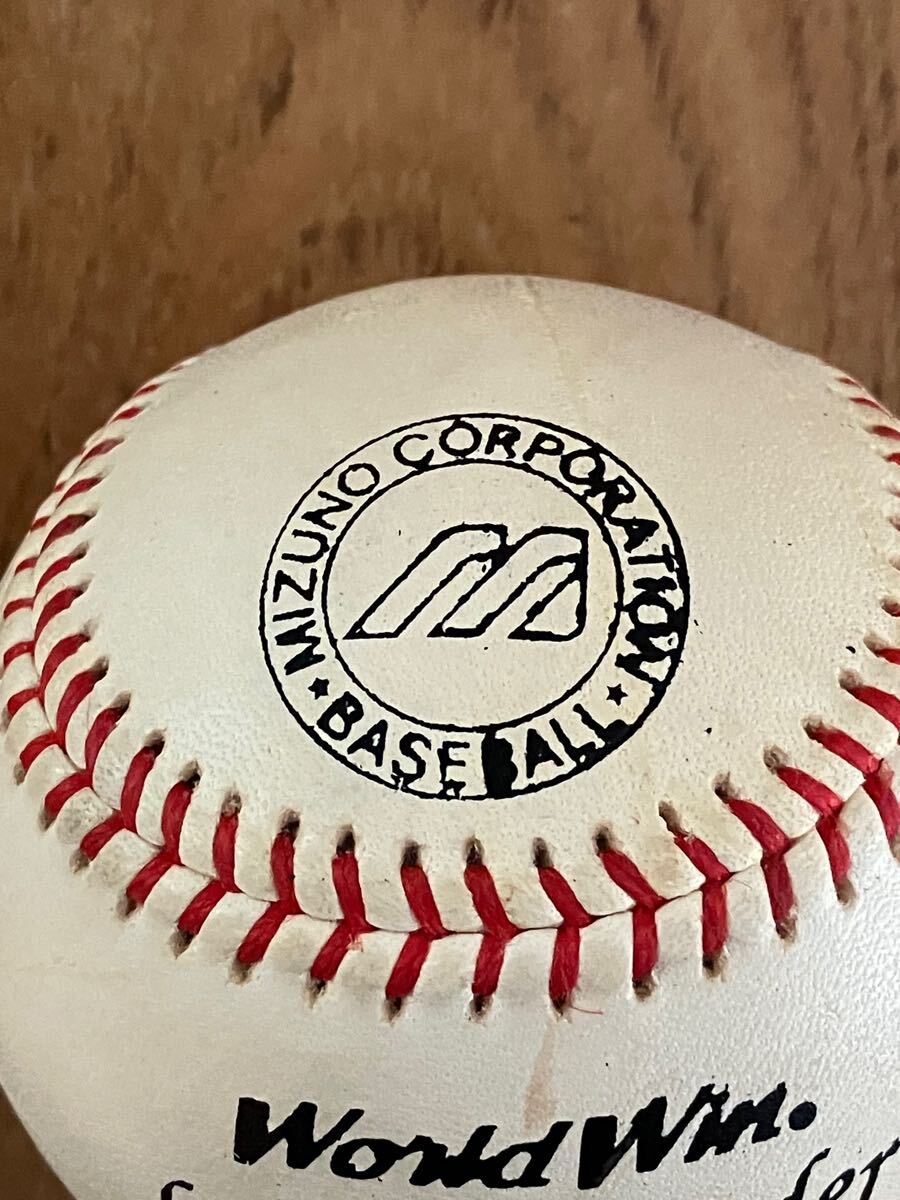 MIZUNO CORPORATION
M
★ BASEBALL ★
World Win.